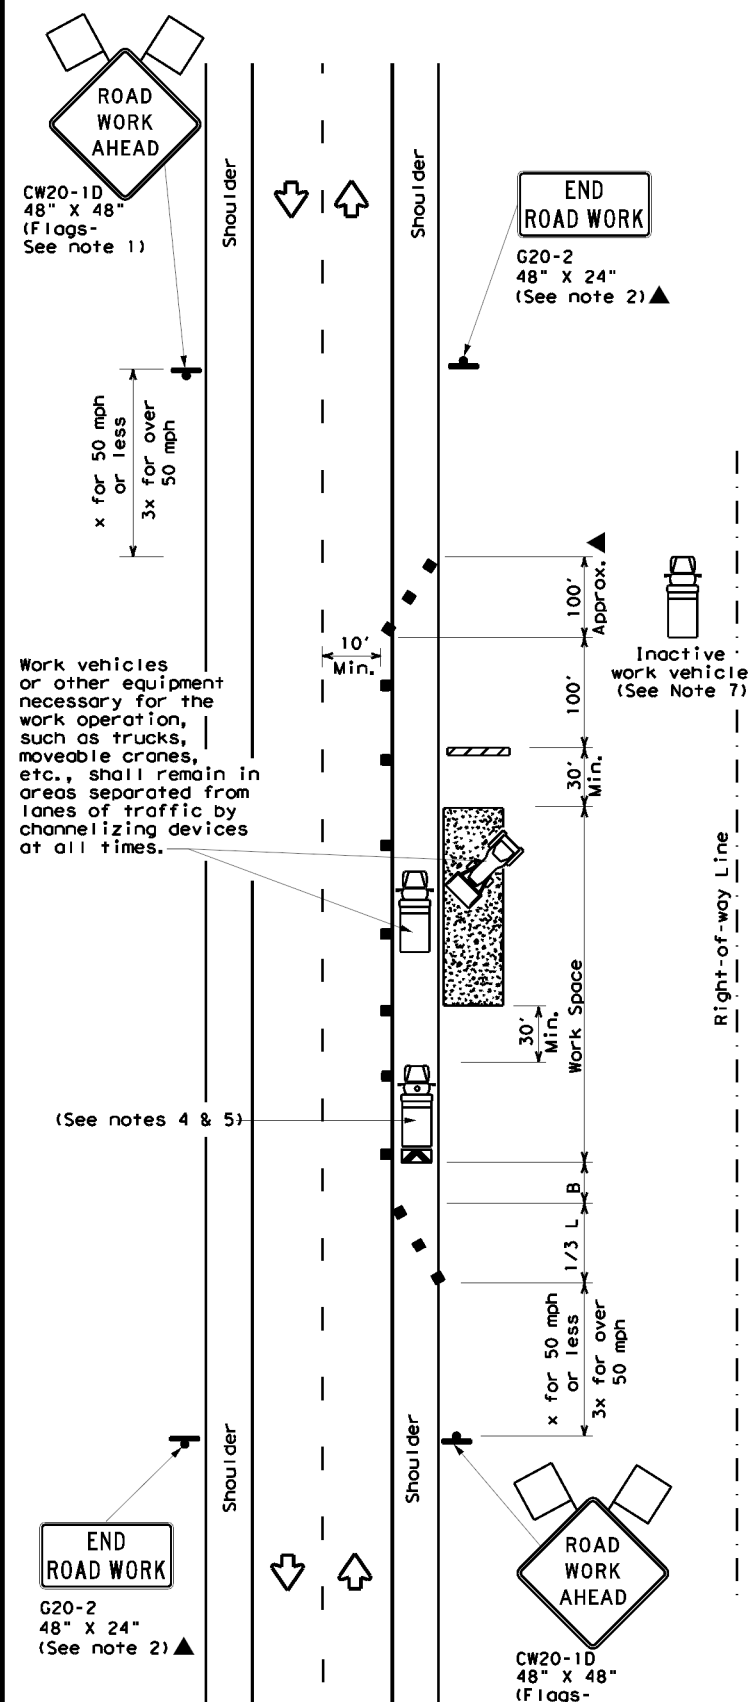 ROAD
WORK
AHEAD
CW20-1D
48" X 48"
(Flags-
See note 1)
Shoulder
Shoulder
END
ROAD WORK
G20-2
48" X 24"
(See note 2)▲
x for 50 mph
or less
3x for over
50 mph
100'
Approx.
Inactive
work vehicle
(See Note 7)
10'
Min.
100'
Work vehicles
or other equipment
necessary for the
work operation,
such as trucks,
moveable cranes,
etc., shall remain in
areas separated from
lanes of traffic by
channelizing devices
at all times.
30'
Min.
Right-of-way Line
Work Space
30'
Min.
(See notes 4 & 5)
B
1/3 L
x for 50 mph
or less
3x for over
50 mph
Shoulder
Shoulder
END
ROAD WORK
G20-2
48" X 24"
(See note 2)▲
ROAD
WORK
AHEAD
CW20-1D
48" X 48"
(Flags-